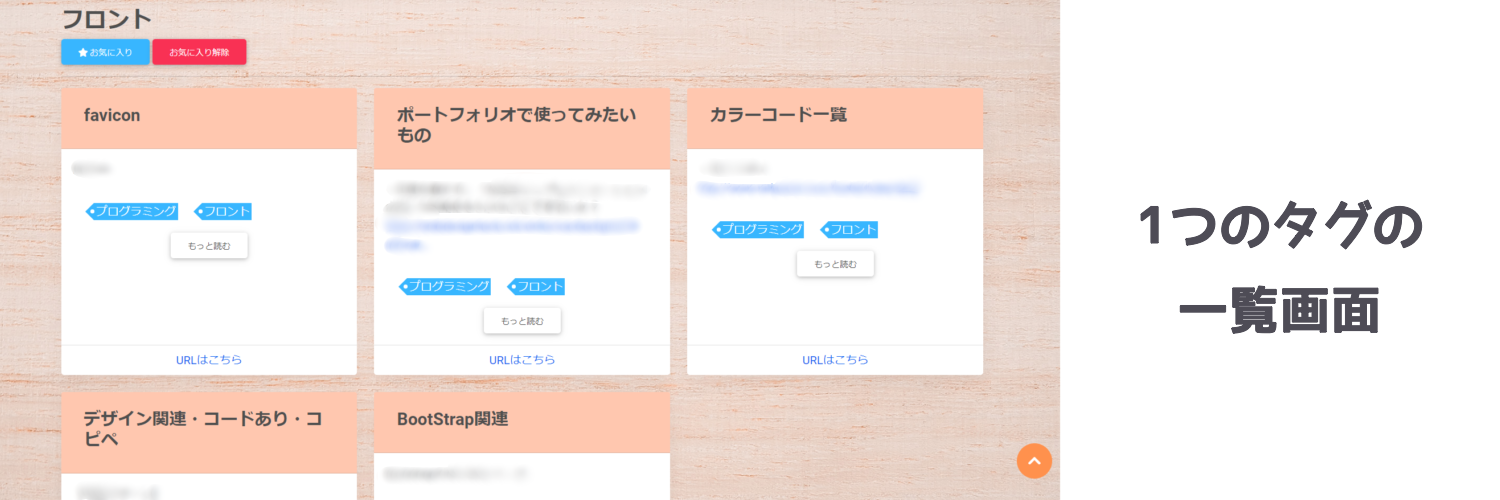 フロント
お気に入り お気に入り解除
favicon
プログラミング フロント
もっと読む
URLはこちら
ポートフォリオで使ってみたい
もの
プログラミング フロント
もっと読む
URLはこちら
カラーコード一覧
プログラミング フロント
もっと読む
URLはこちら
デザイン関連・コードあり・コ
ピペ
BootStrap関連
1つのタグの
一覧画面